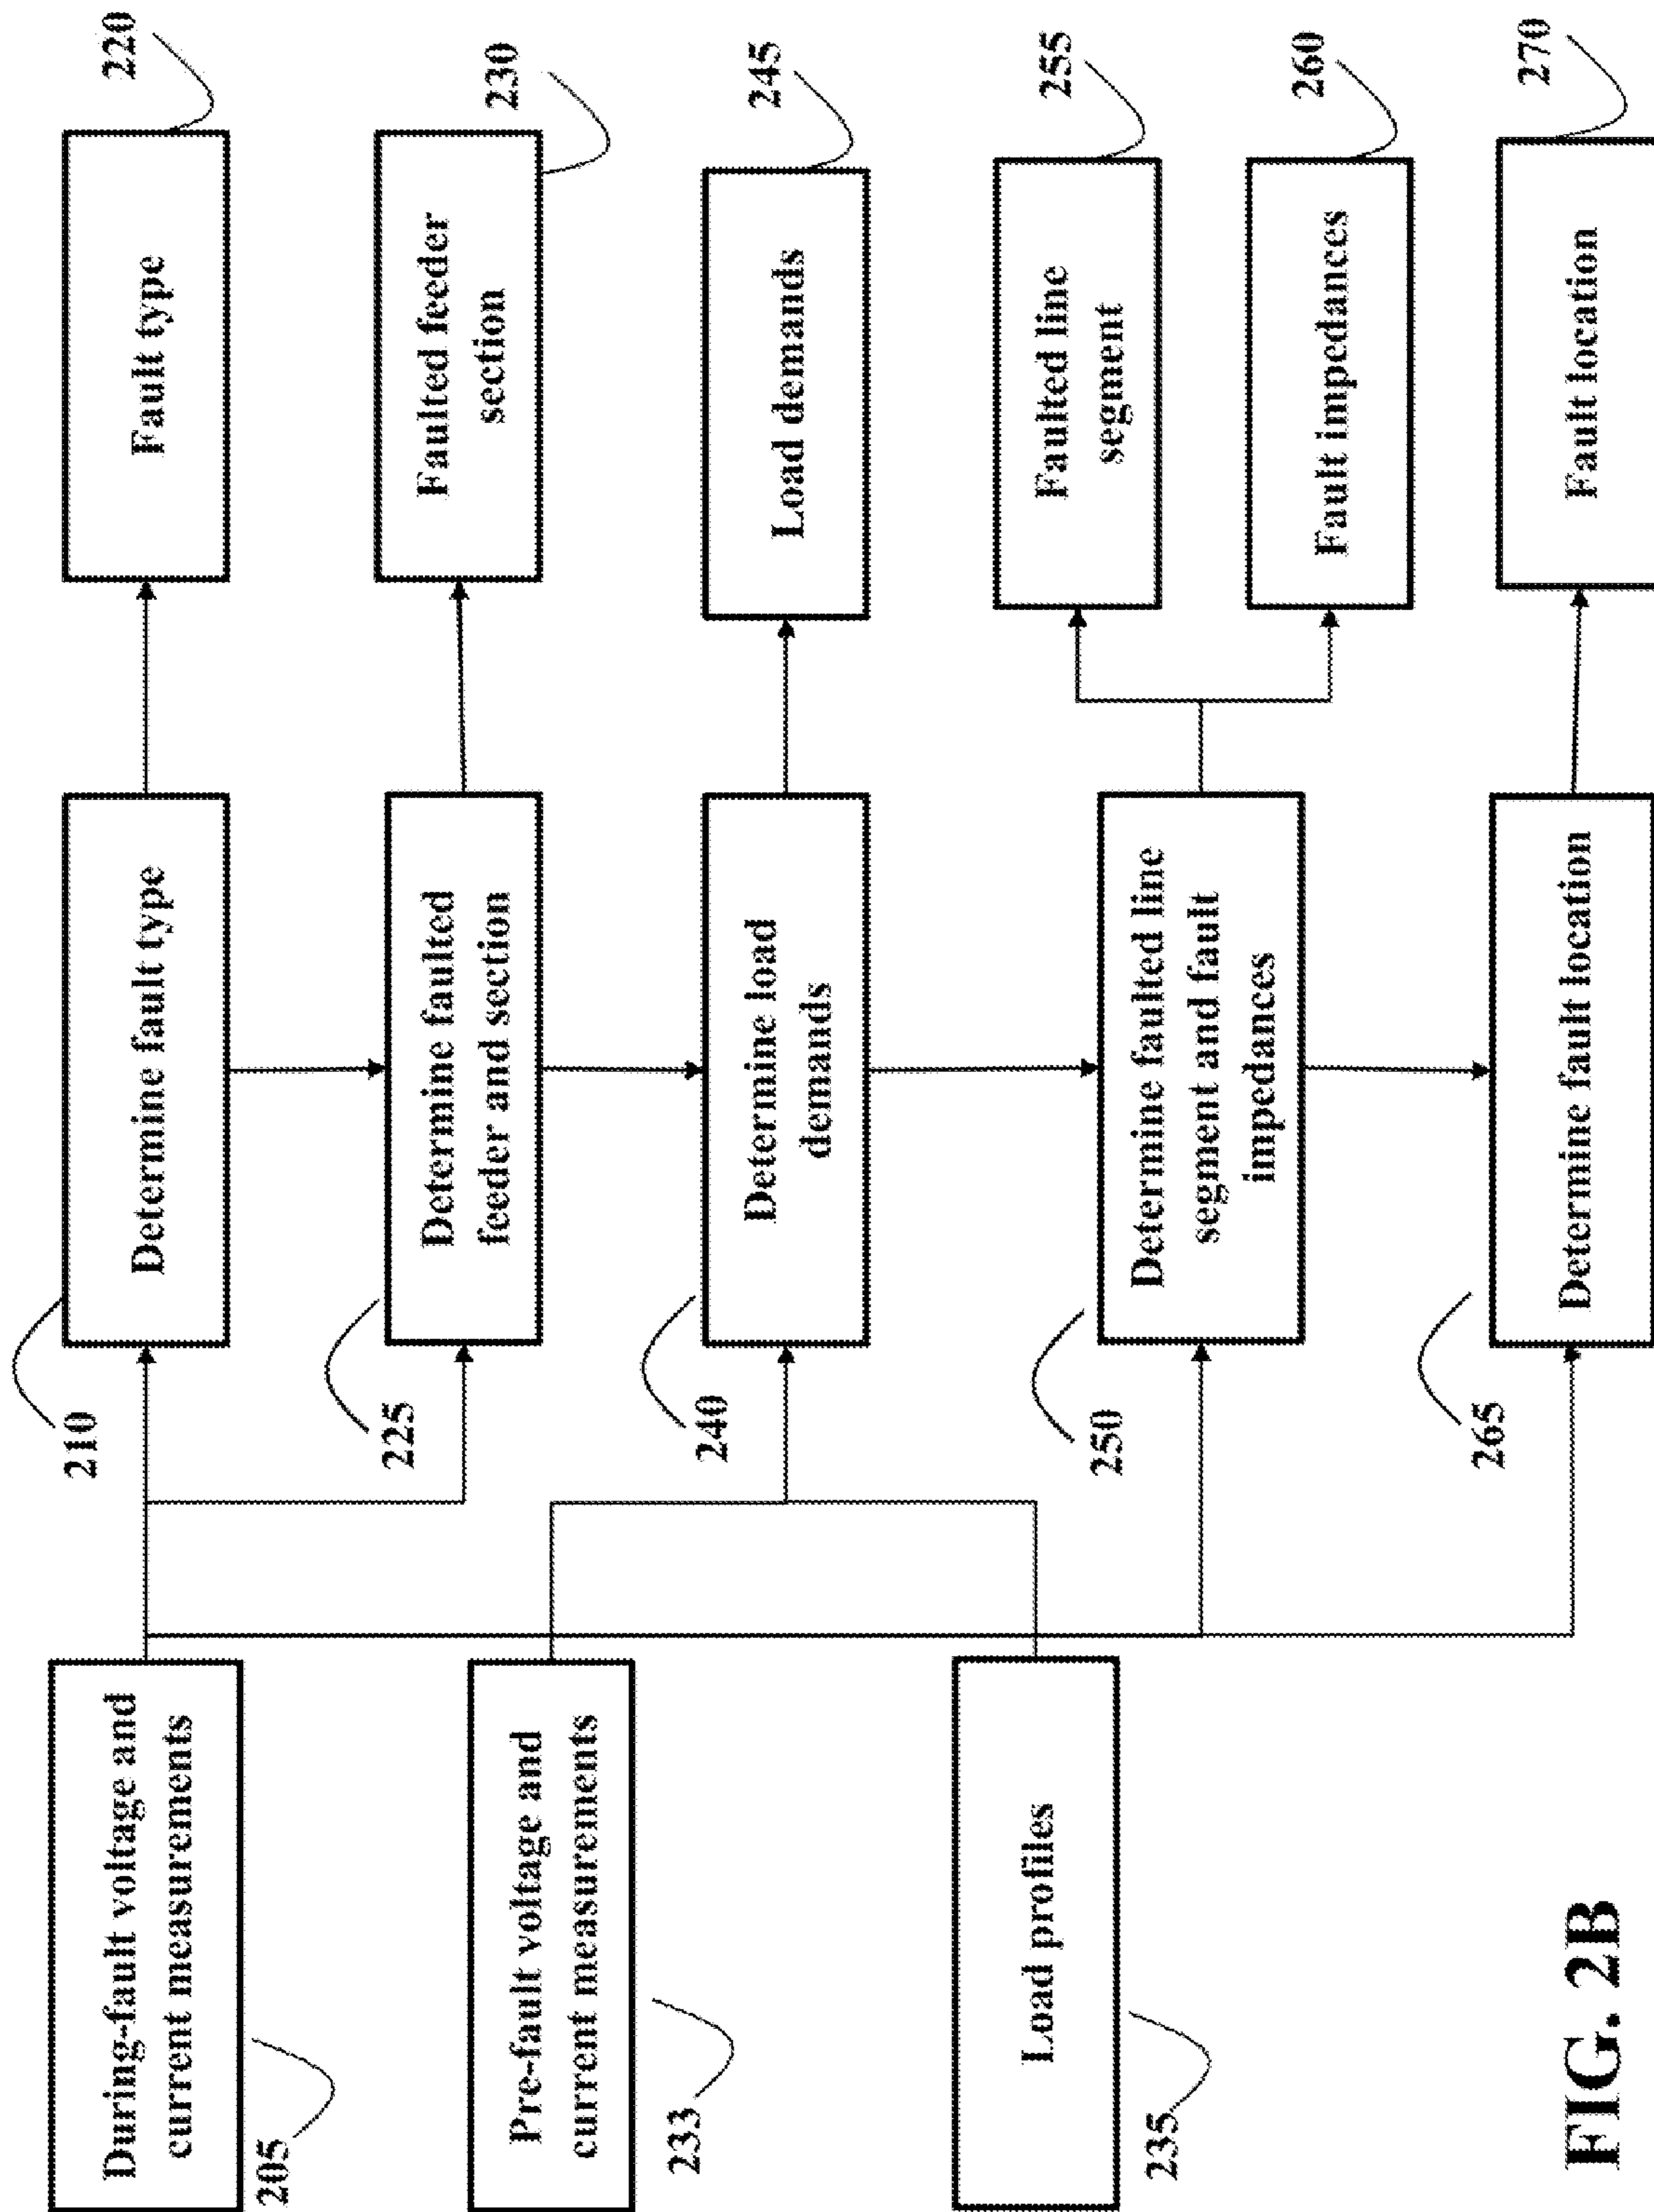 During-fault voltage and
current measurements
205
Pre-fault voltage and
current measurements
233
Load profiles
235
210
Determine fault type
225
Determine faulted
feeder and section
240
Determine load
demands
250
Determine faulted line
segment and fault
impedances
265
Determine fault location
Fault type
220
Faulted feeder
section
230
Load demands
245
Faulted line
segment
255
Fault impedances
260
Fault location
270
FIG. 2B